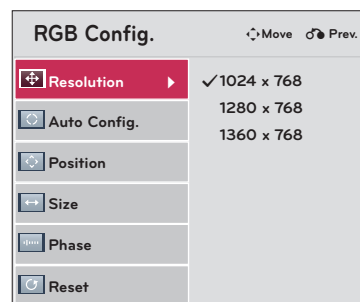 RGB Config.
Move Prev.
Resolution
Auto Config.
Position
Size
Phase
Reset
✓1024 x 768
1280 x 768
1360 x 768